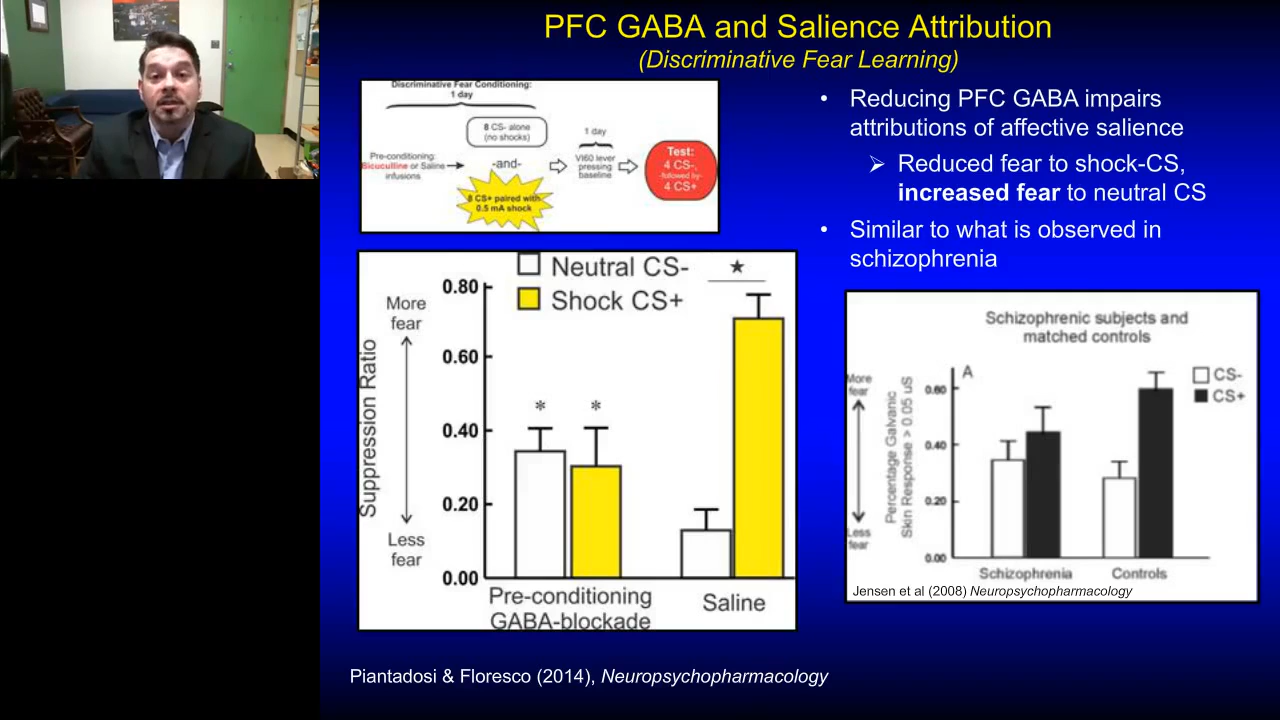 PFC GABA and Salience Attribution
(Discriminative Fear Learning)
Discriminative Fear Conditioning:
1 day
8 CS- alone
(no shocks)
Pre-conditioning:
Bicuculline or Saline
infusions
-and-
8 CS+ paired with
0.5 mA shock
1 day
VI60 lever
pressing
baseline
Test:
4 CS-,
-followed by-
4 CS+
• Reducing PFC GABA impairs
attributions of affective salience
➢ Reduced fear to shock-CS,
increased fear to neutral CS
• Similar to what is observed in
schizophrenia
Neutral CS-
Shock CS+
★
Suppression Ratio
More
fear
Less
fear
0.80
0.60
0.40
0.20
0.00
* *
Pre-conditioning
GABA-blockade
Saline
Schizophrenic subjects and
matched controls
A
CS-
CS+
More
fear
Less
fear
Percentage Galvanic
Skin Response > 0.05 uS
0.60
0.40
0.20
0.00
Schizophrenia
Controls
Jensen et al (2008) Neuropsychopharmacology
Piantadosi & Floresco (2014), Neuropsychopharmacology